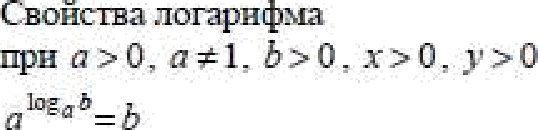 Свойства логарифма
при a > 0, a ≠ 1, b > 0, x > 0, y > 0
a^{log_a b} = b